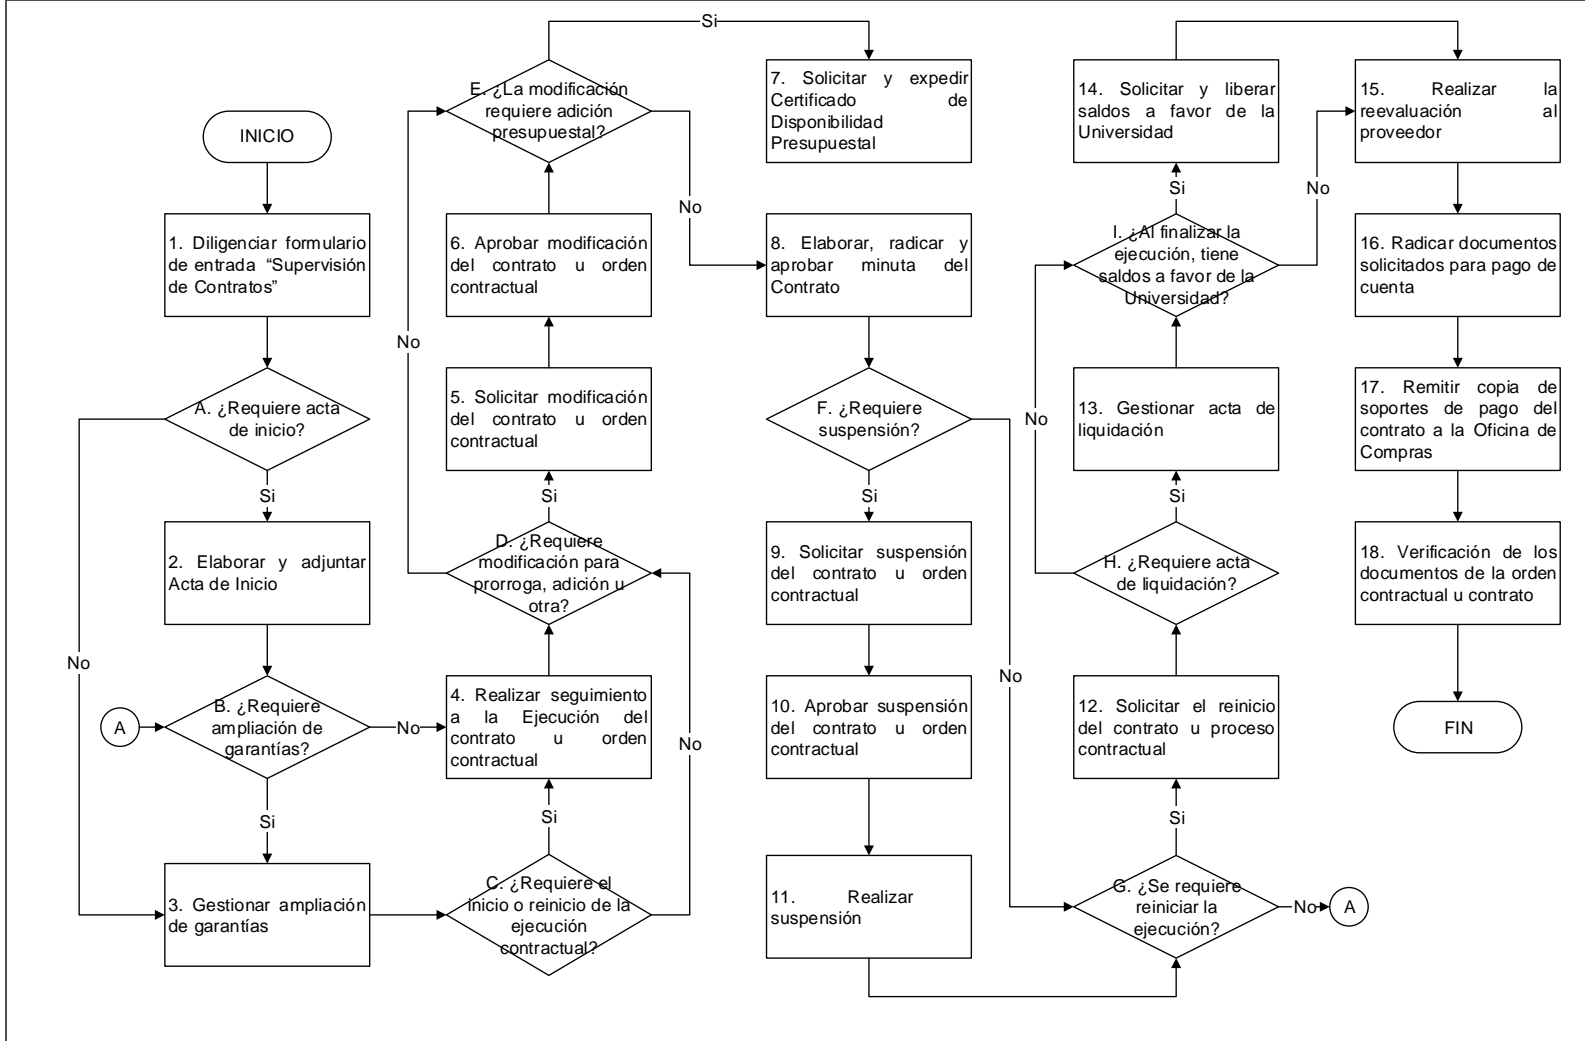 INICIO
1. Diligenciar formulario
de entrada “Supervisión
de Contratos”
A. ¿Requiere acta
de inicio?
Si
No
2. Elaborar y adjuntar
Acta de Inicio
A
B. ¿Requiere
ampliación de
garantías?
No
Si
3. Gestionar ampliación
de garantías
C. ¿Requiere el
inicio o reinicio de la
ejecución
contractual?
Si
No
4. Realizar seguimiento
a la Ejecución del
contrato u orden
contractual
D. ¿Requiere
modificación para
prorroga, adición u
otra?
Si
No
5. Solicitar modificación
del contrato u orden
contractual
6. Aprobar modificación
del contrato u orden
contractual
E. ¿La modificación
requiere adición
presupuestal?
Si
No
7. Solicitar y expedir
Certificado de
Disponibilidad
Presupuestal
8. Elaborar, radicar y
aprobar minuta del
Contrato
F. ¿Requiere
suspensión?
Si
No
9. Solicitar suspensión
del contrato u orden
contractual
10. Aprobar suspensión
del contrato u orden
contractual
11. Realizar
suspensión
G. ¿Se requiere
reiniciar la
ejecución?
No
A
Si
12. Solicitar el reinicio
del contrato u proceso
contractual
H. ¿Requiere acta
de liquidación?
Si
No
13. Gestionar acta de
liquidación
I. ¿Al finalizar la
ejecución, tiene
saldos a favor de la
Universidad?
Si
No
14. Solicitar y liberar
saldos a favor de la
Universidad
15. Realizar la
reevaluación al
proveedor
16. Radicar documentos
solicitados para pago de
cuenta
17. Remitir copia de
soportes de pago del
contrato a la Oficina de
Compras
18. Verificación de los
documentos de la orden
contractual u contrato
FIN